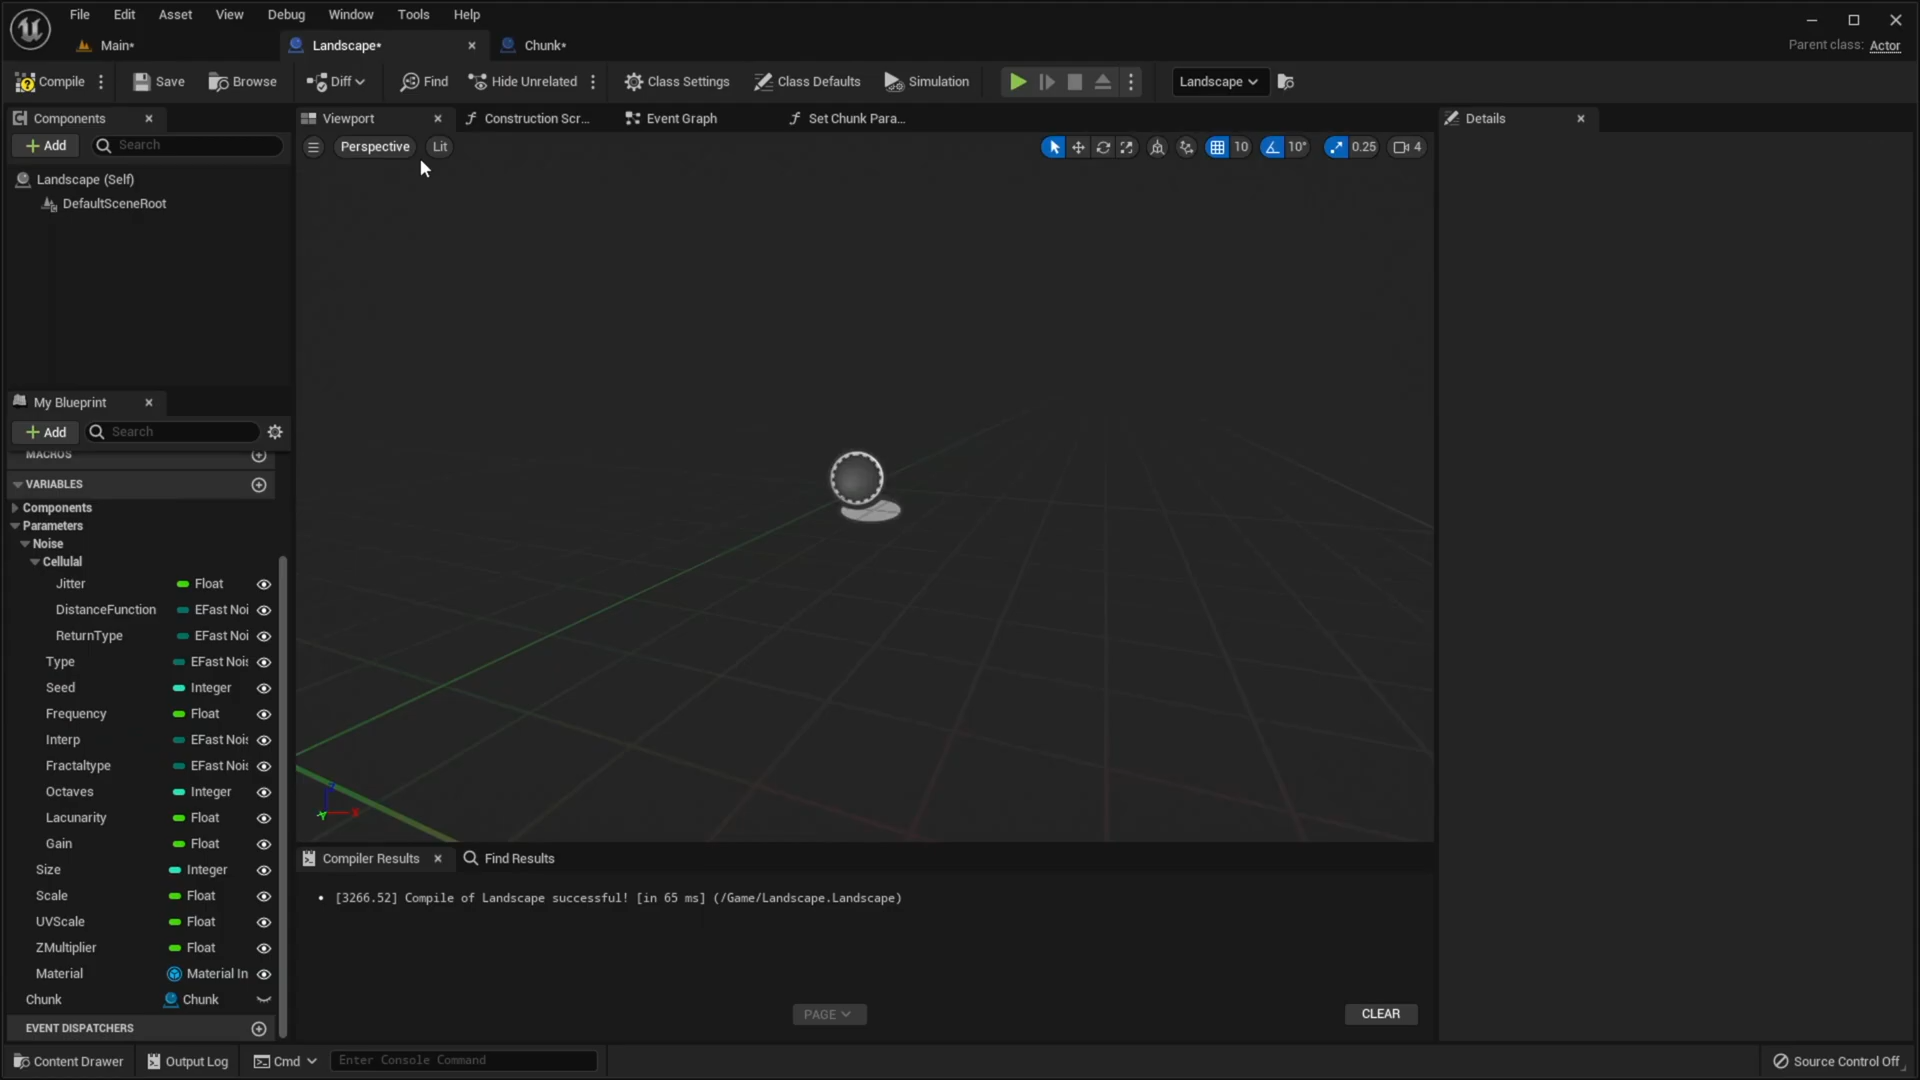 File Edit Asset View Debug Window Tools Help
Main* Landscape* Chunk* Parent class: Actor
Compile Save Browse Diff Find Hide Unrelated Class Settings Class Defaults Simulation Landscape
Components Viewport Construction Scr... Event Graph Set Chunk Para... Details
Add Search Perspective Lit 10 10° 0.25 4
Landscape (Self)
DefaultSceneRoot
My Blueprint
Add Search
MACROS
VARIABLES
Components
Parameters
Noise
Cellulal
Jitter Float
DistanceFunction EFast Noi
ReturnType EFast Noi
Type EFast Nois
Seed Integer
Frequency Float
Interp EFast Nois
Fractaltype EFast Nois
Octaves Integer
Lacunarity Float
Gain Float
Size Integer
Scale Float
UVScale Float
ZMultiplier Float
Material Material In
Chunk Chunk
EVENT DISPATCHERS
Compiler Results Find Results
[3266.52] Compile of Landscape successful! [in 65 ms] (/Game/Landscape.Landscape)
PAGE CLEAR
Content Drawer Output Log Cmd Enter Console Command Source Control Off